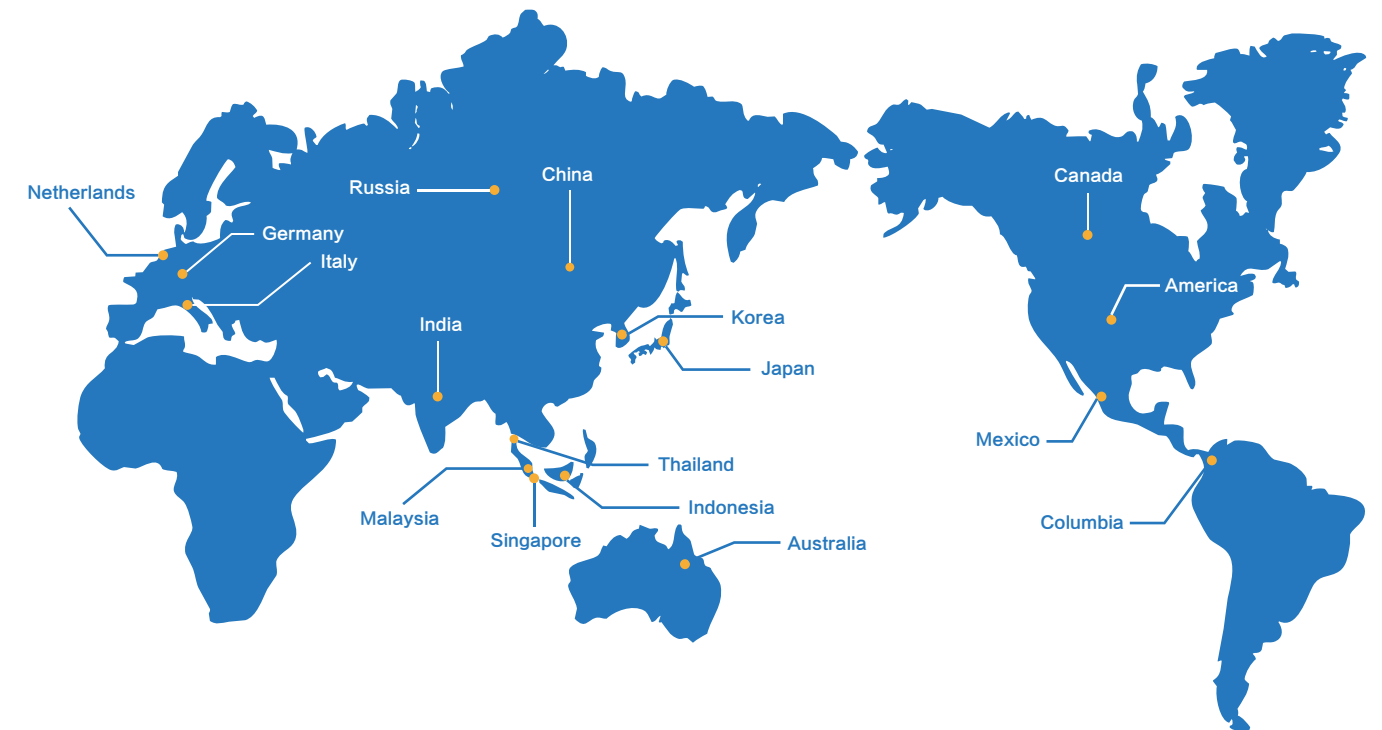 Netherlands
Russia
China
Canada
Germany
Italy
America
India
Korea
Japan
Mexico
Thailand
Malaysia
Indonesia
Singapore
Columbia
Australia